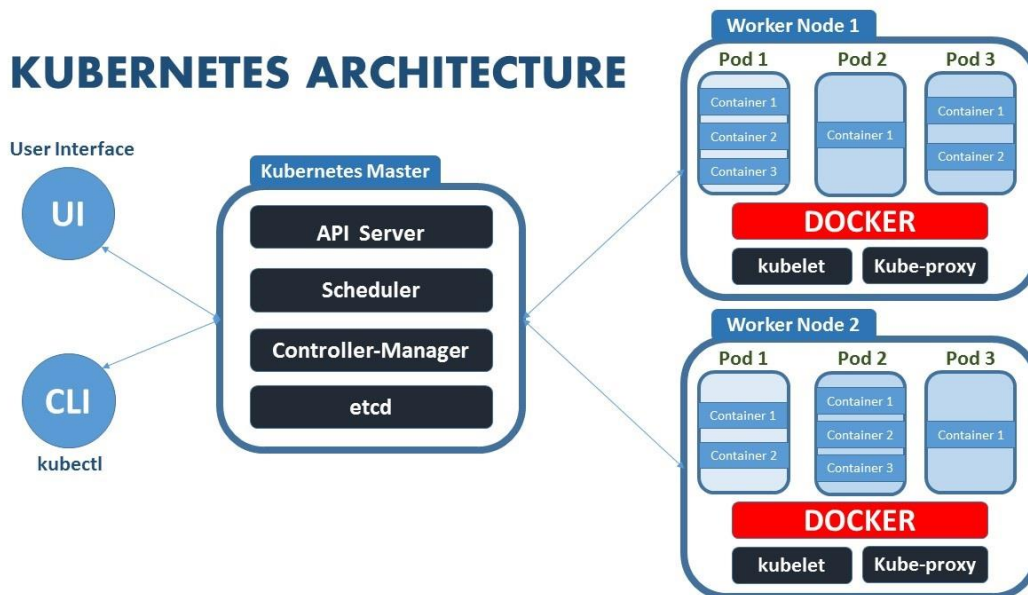 KUBERNETES ARCHITECTURE
User Interface
UI
CLI
kubectl
Kubernetes Master
API Server
Scheduler
Controller-Manager
etcd
Worker Node 1
Pod 1
Container 1
Container 2
Container 3
Pod 2
Container 1
Pod 3
Container 1
Container 2
DOCKER
kubelet
Kube-proxy
Worker Node 2
Pod 1
Container 1
Container 2
Pod 2
Container 1
Container 2
Container 3
Pod 3
Container 1
DOCKER
kubelet
Kube-proxy